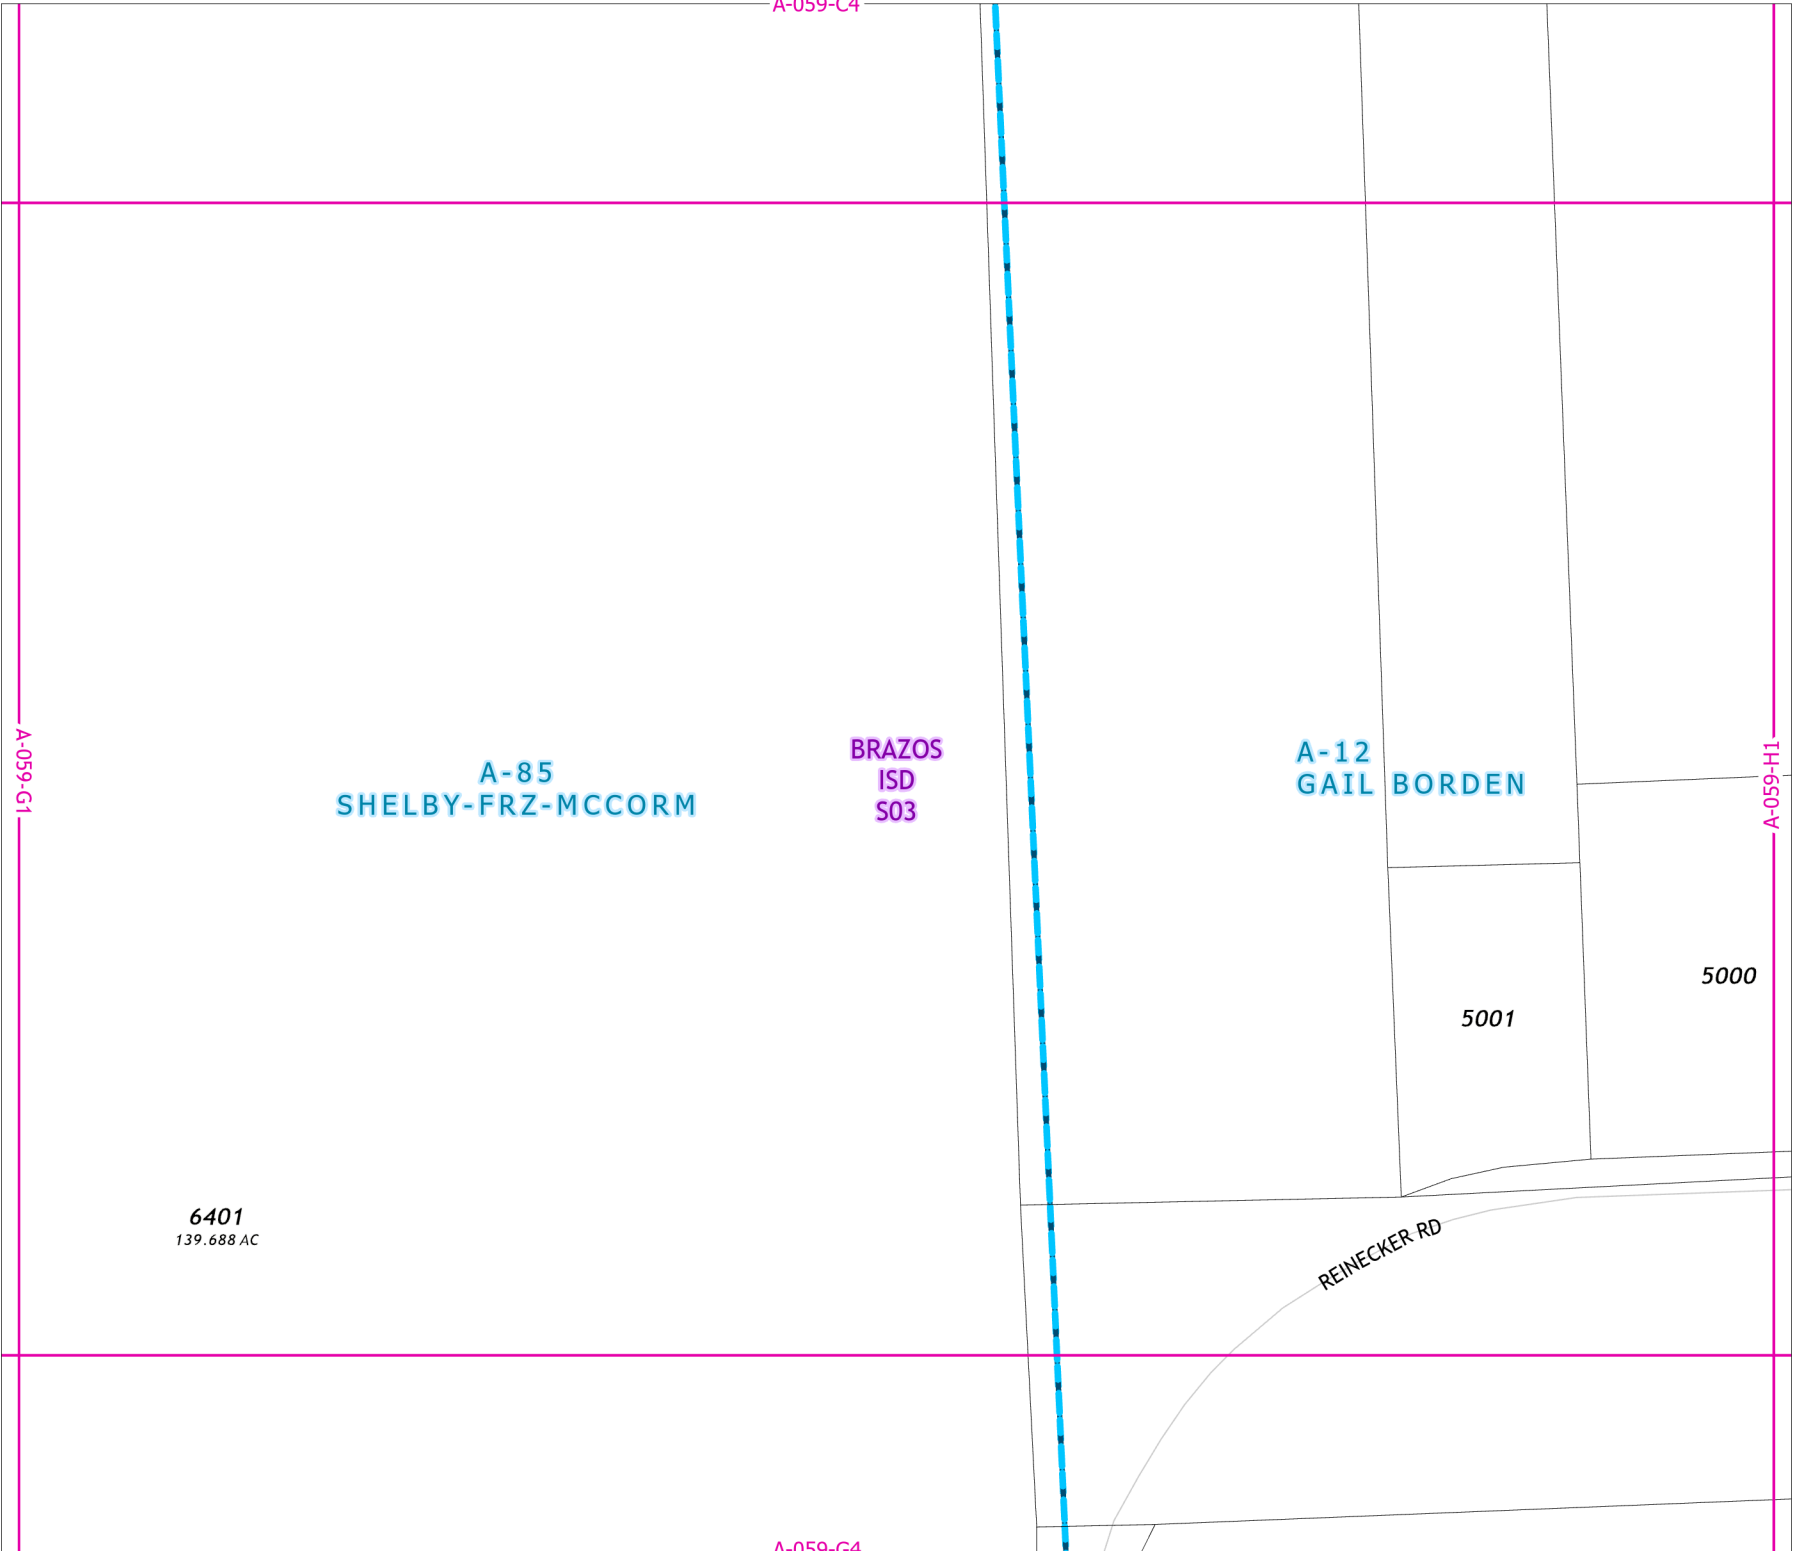 A-059-C4
A-059-G1
A-85
SHELBY-FRZ-MCCORM
BRAZOS
ISD
S03
A-12
GAIL BORDEN
A-059-H1
5000
5001
6401
139.688 AC
REINECKER RD
A-059-G4